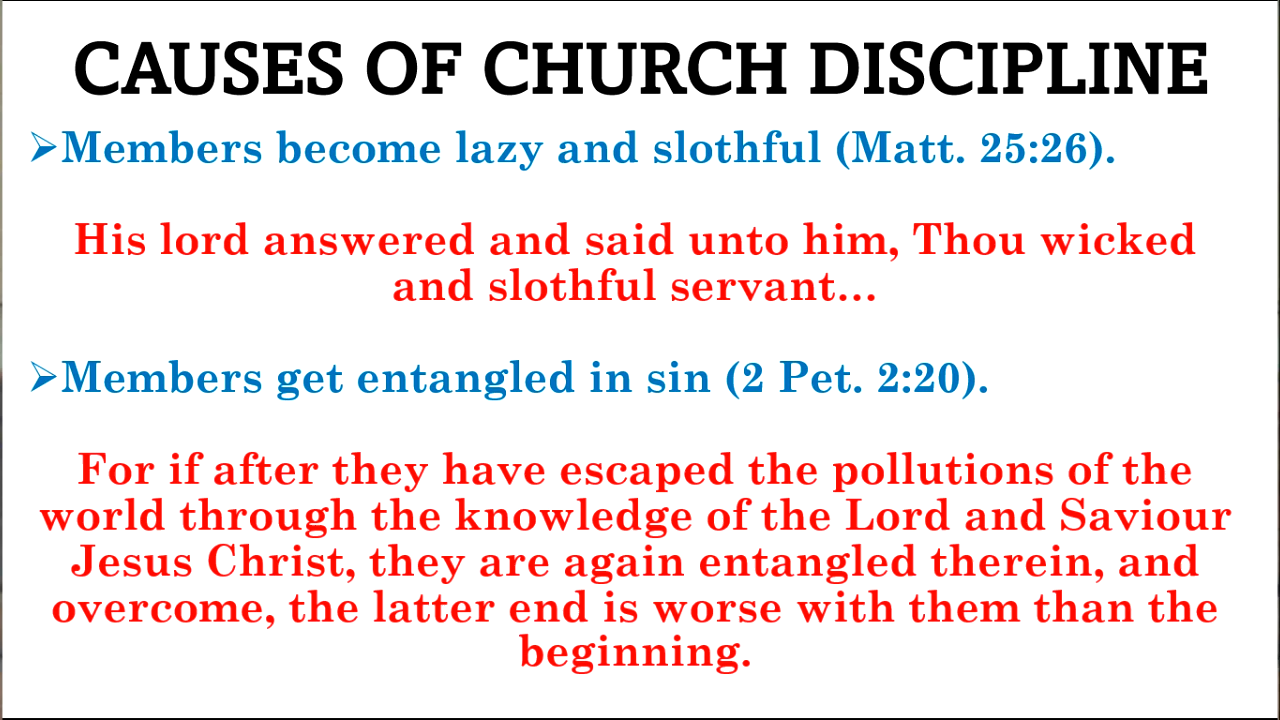 CAUSES OF CHURCH DISCIPLINE
➢Members become lazy and slothful (Matt. 25:26).
His lord answered and said unto him, Thou wicked
and slothful servant…
➢Members get entangled in sin (2 Pet. 2:20).
For if after they have escaped the pollutions of the
world through the knowledge of the Lord and Saviour
Jesus Christ, they are again entangled therein, and
overcome, the latter end is worse with them than the
beginning.